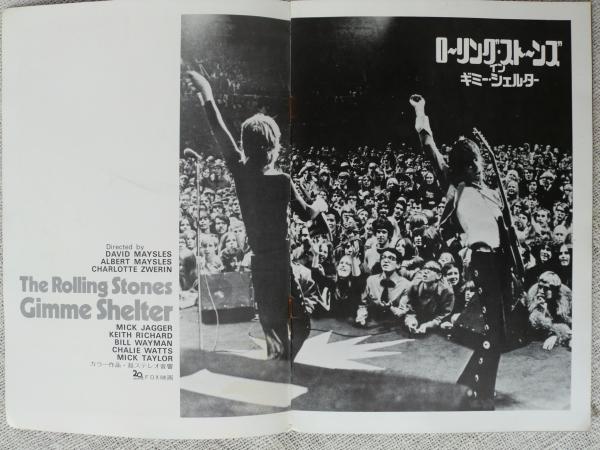 Directed by
DAVID MAYSLES
ALBERT MAYSLES
CHARLOTTE ZWERIN
The Rolling Stones
Gimme Shelter
MICK JAGGER
KEITH RICHARD
BILL WAYMAN
CHALIE WATTS
MICK TAYLOR
カラー作品・超ステレオ音響
20 FOX映画
ローリング・ストーンズ
イン
ギミー・シェルター